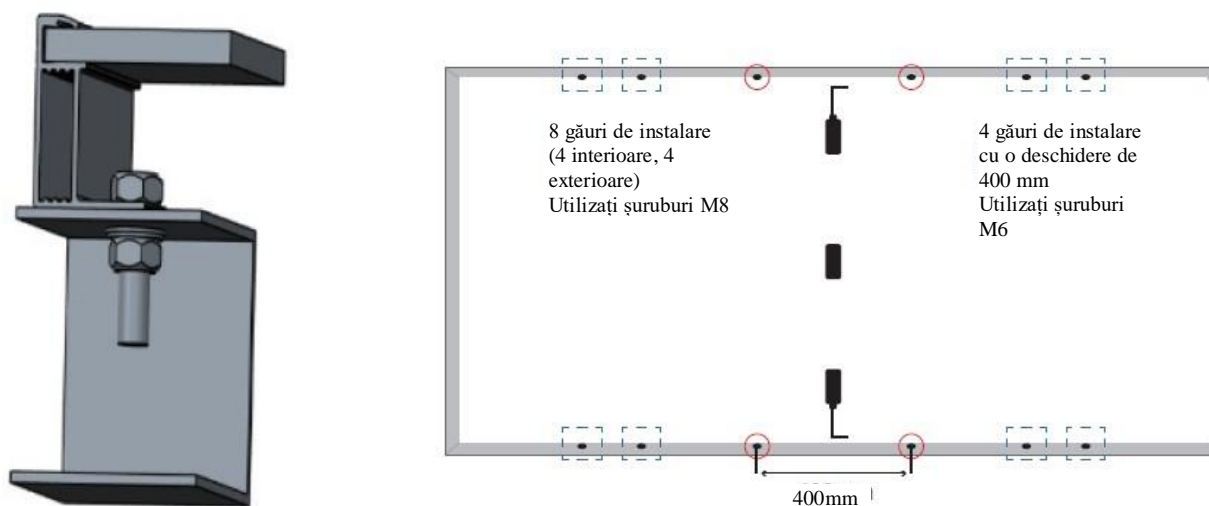 8 găuri de instalare
(4 interioare, 4
exterioare)
Utilizați șuruburi M8
4 găuri de instalare
cu o deschidere de
400 mm
Utilizați șuruburi
M6
400mm